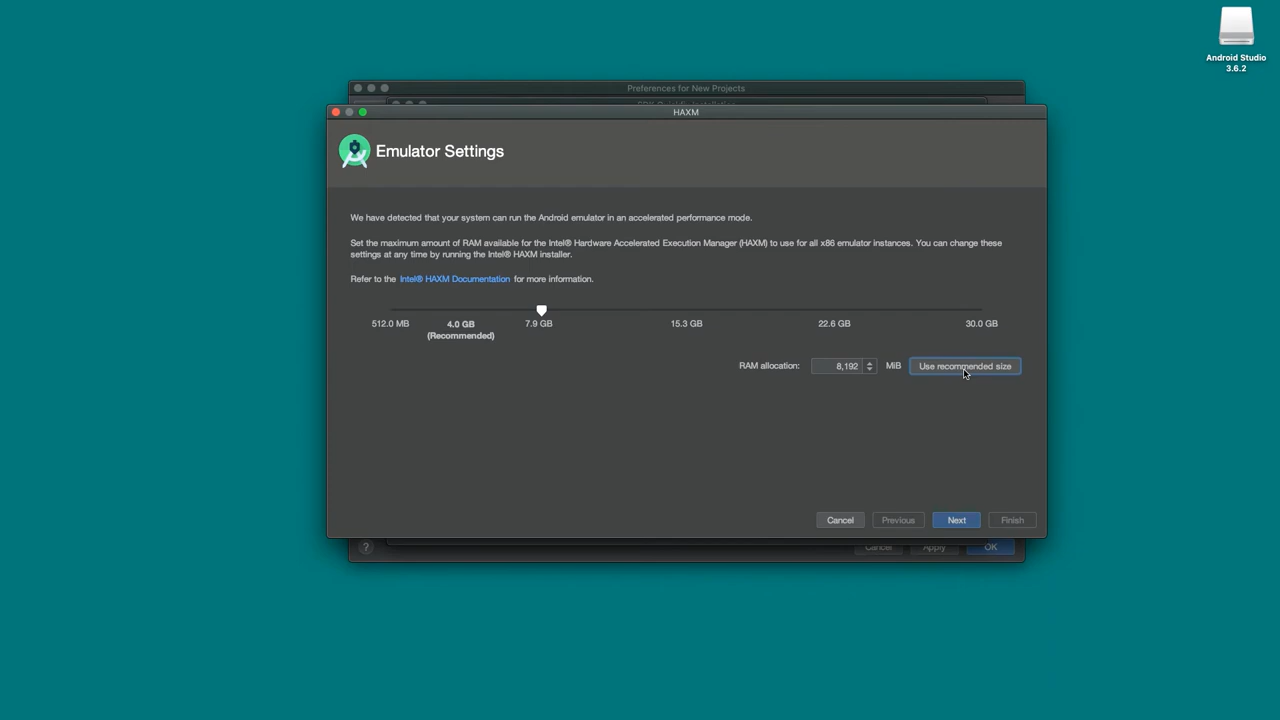 Android Studio
3.6.2
Preferences for New Projects
HAXM
Emulator Settings
We have detected that your system can run the Android emulator in an accelerated performance mode.
Set the maximum amount of RAM available for the Intel® Hardware Accelerated Execution Manager (HAXM) to use for all x86 emulator instances. You can change these
settings at any time by running the Intel® HAXM installer.
Refer to the Intel® HAXM Documentation for more information.
512.0 MB 4.0 GB 7.9 GB 15.3 GB 22.6 GB 30.0 GB
(Recommended)
RAM allocation: 8,192 MiB Use recommended size
Cancel Previous Next Finish
? Cancel Apply OK